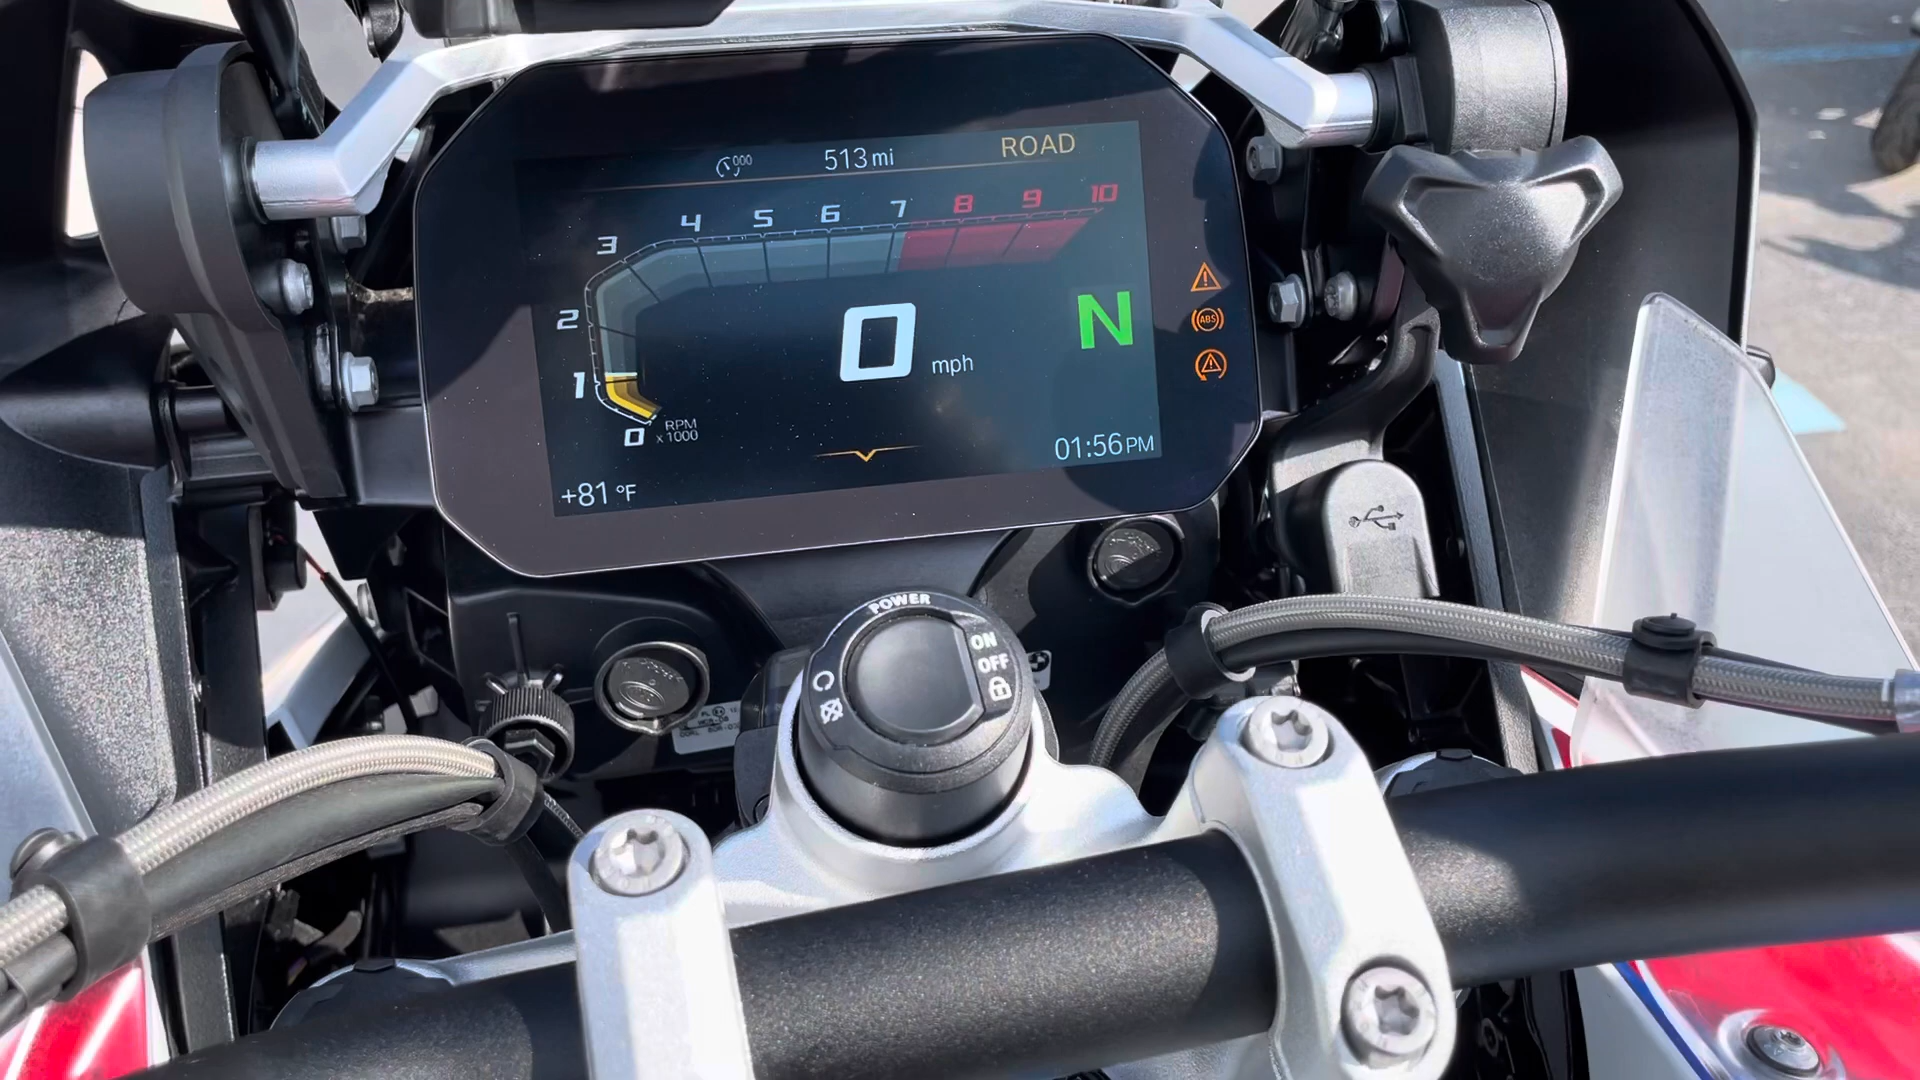 000
513 mi
ROAD
4 5 6 7 8 9 10
3
2
1
0
RPM
x 1000
0 mph
N
ABS
01:56 PM
+81 °F
POWER
ON
OFF